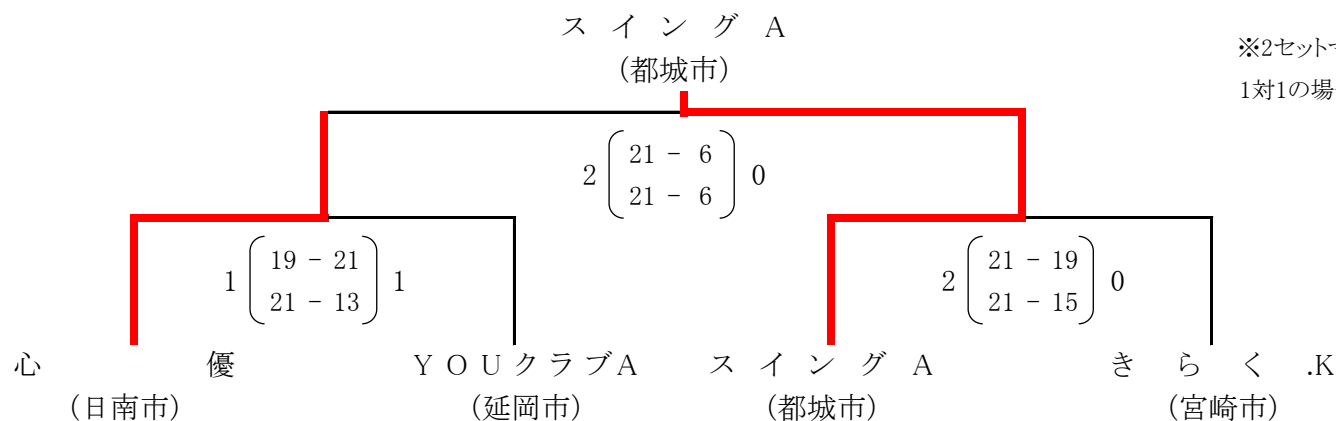 スイングA
(都城市)
※2セット
1対1の場
2 21 - 6 0
21 - 6
1 19 - 21 1
21 - 13
2 21 - 19 0
21 - 15
心優 YOUクラブA スイングA きらく.K
(日南市) (延岡市) (都城市) (宮崎市)